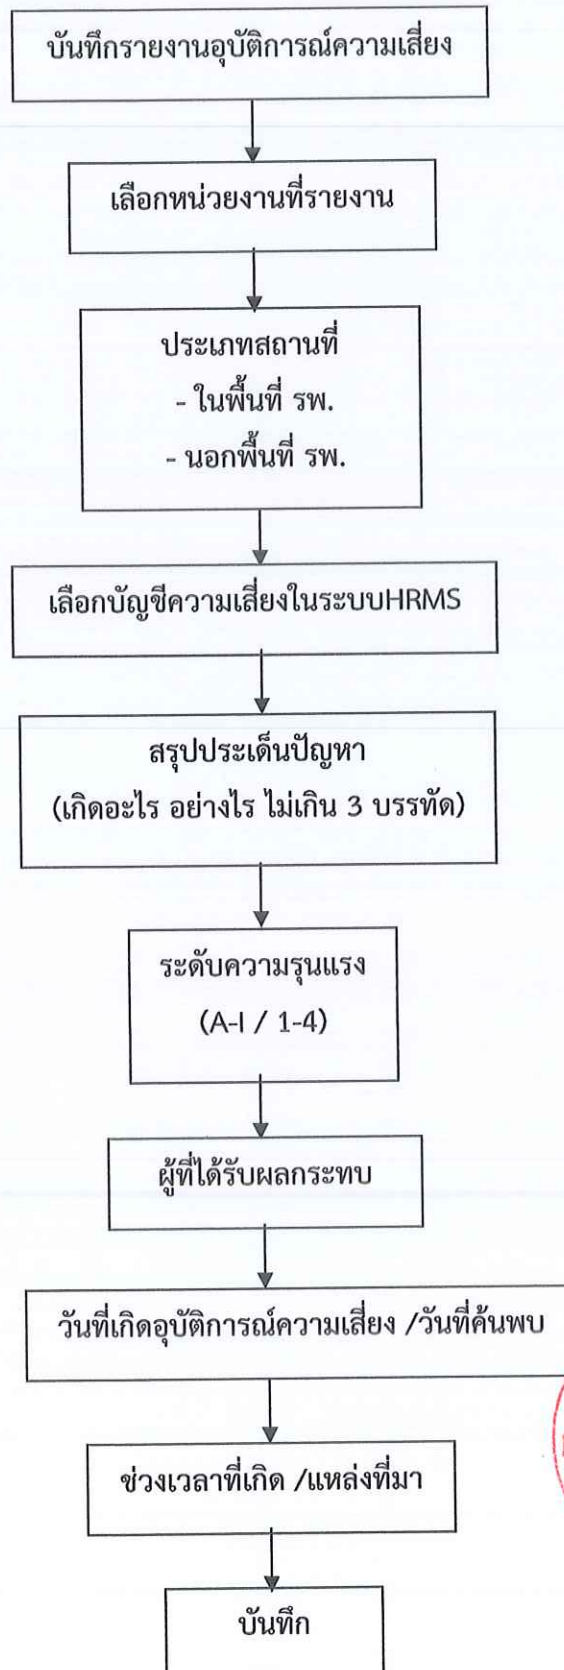 บันทึกรายงานอุบัติการณ์ความเสี่ยง
เลือกหน่วยงานที่รายงาน
ประเภทสถานที่
- ในพื้นที่ รพ.
- นอกพื้นที่ รพ.
เลือกบัญชีความเสี่ยงในระบบHRMS
สรุปประเด็นปัญหา
(เกิดอะไร อย่างไร ไม่เกิน 3 บรรทัด)
ระดับความรุนแรง
(A-I / 1-4)
ผู้ที่ได้รับผลกระทบ
วันที่เกิดอุบัติการณ์ความเสี่ยง /วันที่ค้นพบ
ช่วงเวลาที่เกิด /แหล่งที่มา
บันทึก